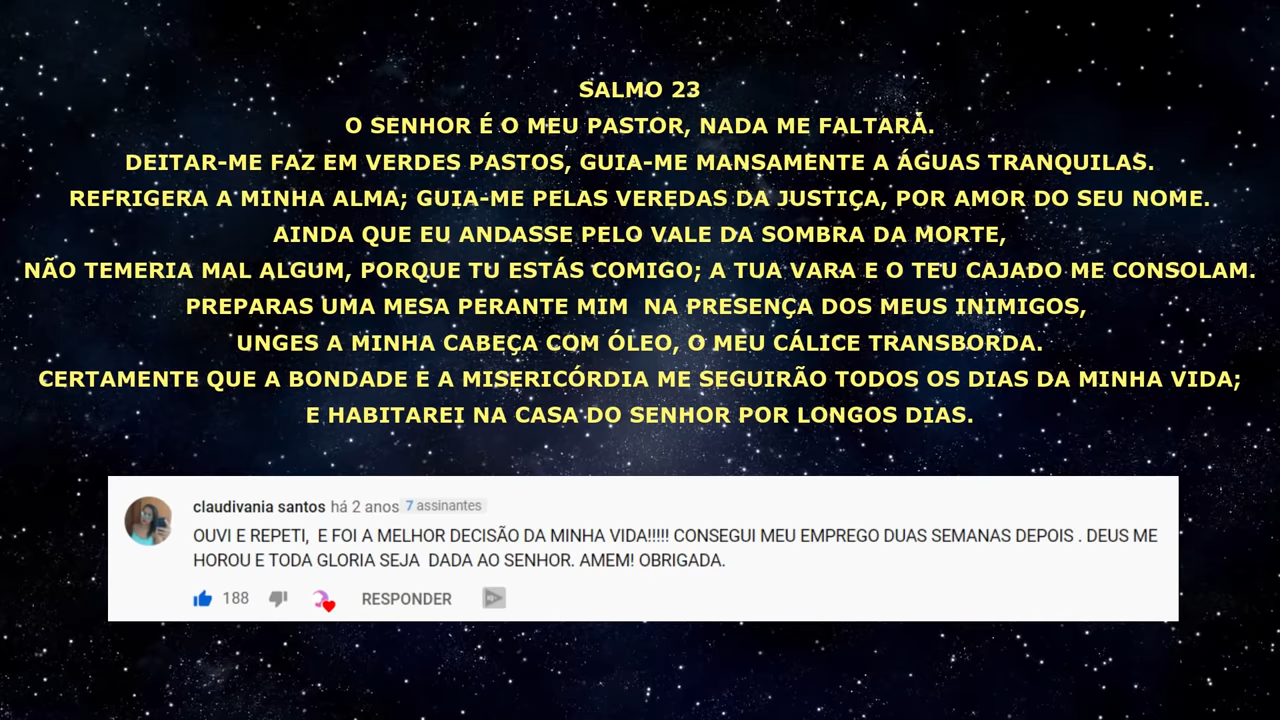 SALMO 23
O SENHOR É O MEU PASTOR, NADA ME FALTARÁ.
DEITAR-ME FAZ EM VERDES PASTOS, GUIA-ME MANSAMENTE A ÁGUAS TRANQUILAS.
REFRIGERA A MINHA ALMA; GUIA-ME PELAS VEREDAS DA JUSTIÇA, POR AMOR DO SEU NOME.
AINDA QUE EU ANDASSE PELO VALE DA SOMBRA DA MORTE,
NÃO TEMERIA MAL ALGUM, PORQUE TU ESTÁS COMIGO; A TUA VARA E O TEU CAJADO ME CONSOLAM.
PREPARAS UMA MESA PERANTE MIM  NA PRESENÇA DOS MEUS INIMIGOS,
UNGES A MINHA CABEÇA COM ÓLEO, O MEU CÁLICE TRANSBORDA.
CERTAMENTE QUE A BONDADE E A MISERICÓRDIA ME SEGUIRÃO TODOS OS DIAS DA MINHA VIDA;
E HABITAREI NA CASA DO SENHOR POR LONGOS DIAS.
claudivania santos há 2 anos 7 assinantes
OUVI E REPETI,  E FOI A MELHOR DECISÃO DA MINHA VIDA!!!!! CONSEGUI MEU EMPREGO DUAS SEMANAS DEPOIS . DEUS ME
HOROU E TODA GLORIA SEJA  DADA AO SENHOR. AMEM! OBRIGADA.
188 RESPONDER